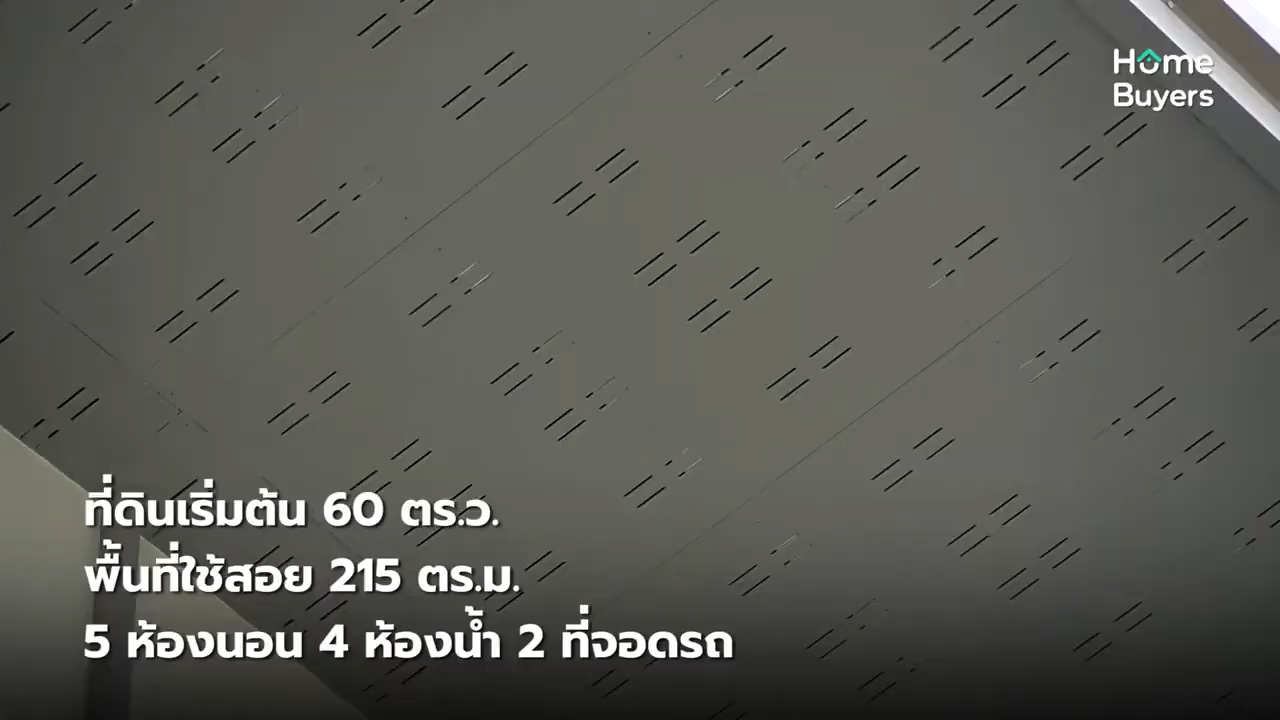 Home
Buyers
ที่ดินเริ่มต้น 60 ตร.ว.
พื้นที่ใช้สอย 215 ตร.ม.
5 ห้องนอน 4 ห้องน้ำ 2 ที่จอดรถ